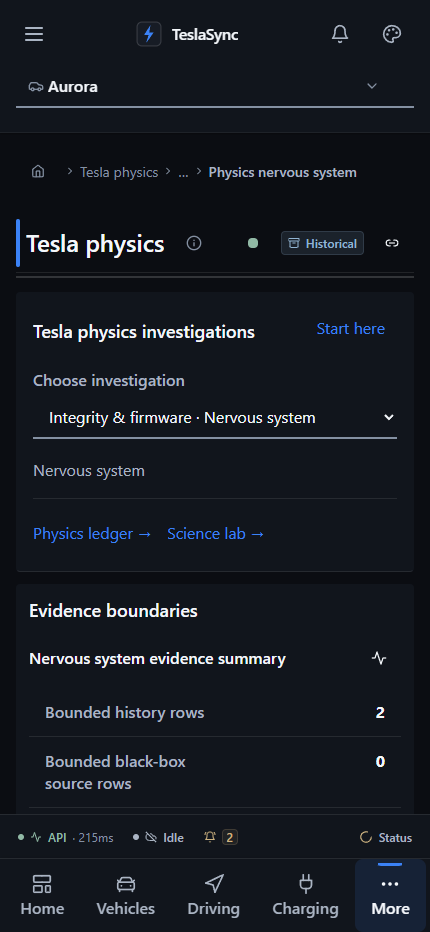 TeslaSync
Aurora
Tesla physics
...
Physics nervous system
Tesla physics
Historical
Tesla physics investigations
Start here
Choose investigation
Integrity & firmware · Nervous system
Nervous system
Physics ledger →
Science lab →
Evidence boundaries
Nervous system evidence summary
Bounded history rows
2
Bounded black-box
source rows
0
API · 215ms
Idle
2
Status
Home
Vehicles
Driving
Charging
More